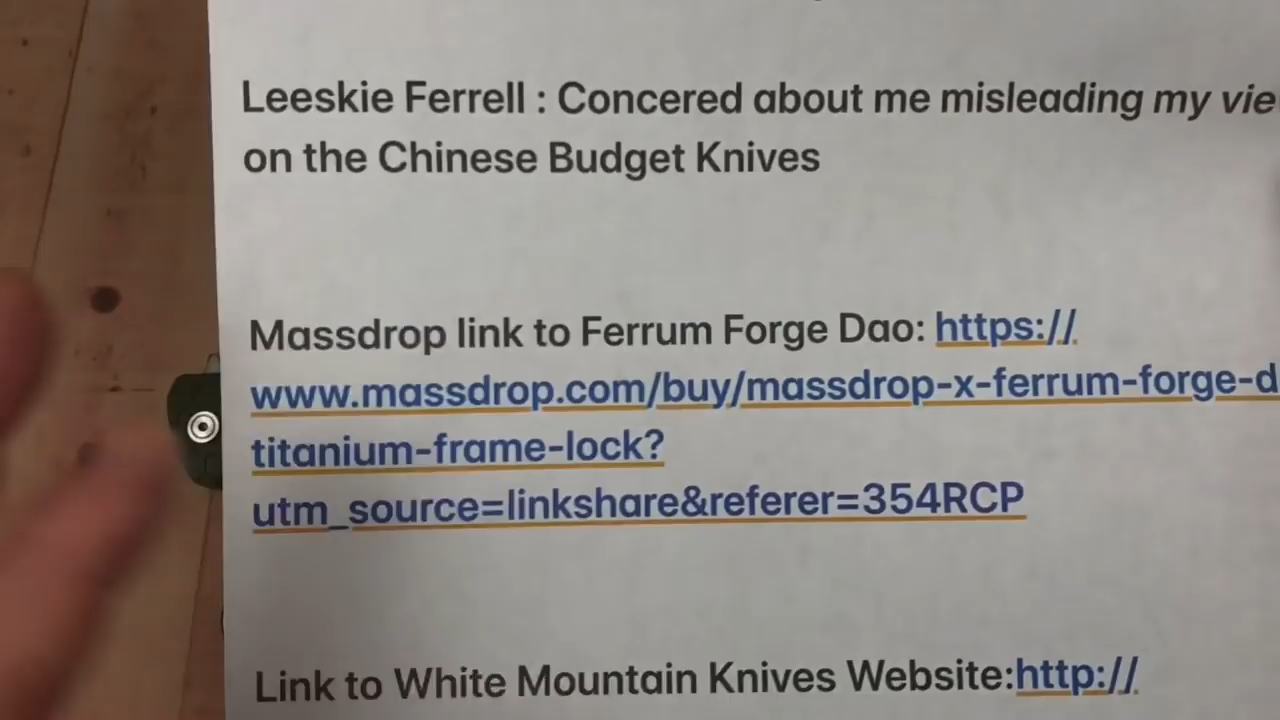 Leeskie Ferrell : Concered about me misleading my vie
on the Chinese Budget Knives
Massdrop link to Ferrum Forge Dao: https://
www.massdrop.com/buy/massdrop-x-ferrum-forge-d
titanium-frame-lock?
utm_source=linkshare&referer=354RCP
Link to White Mountain Knives Website:http://